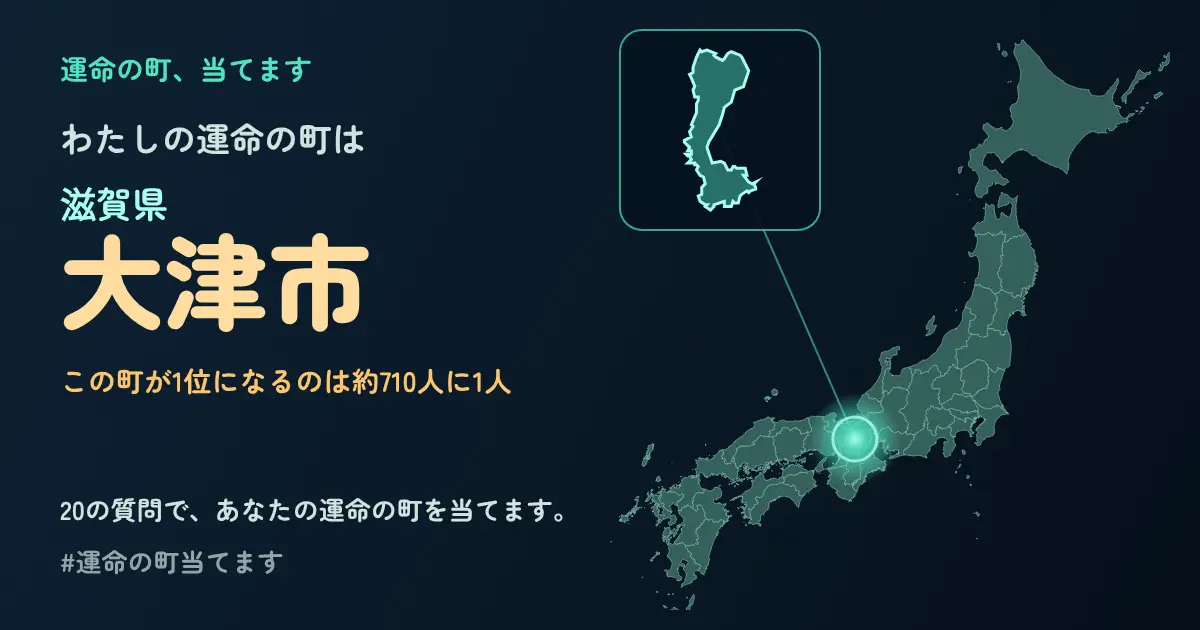 運命の町、当てます
わたしの運命の町は
滋賀県
大津市
この町が1位になるのは約710人に1人
20の質問で、あなたの運命の町を当てます。
#運命の町当てます